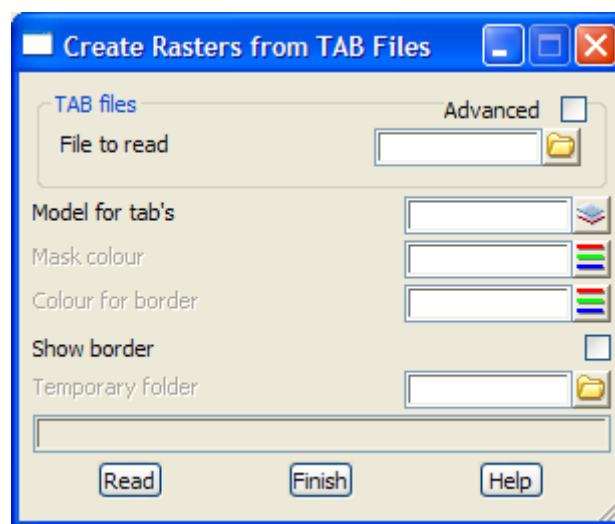 Create Rasters from TAB Files
TAB files
Advanced
File to read
Model for tab's
Mask colour
Colour for border
Show border
Temporary folder
Read Finish Help